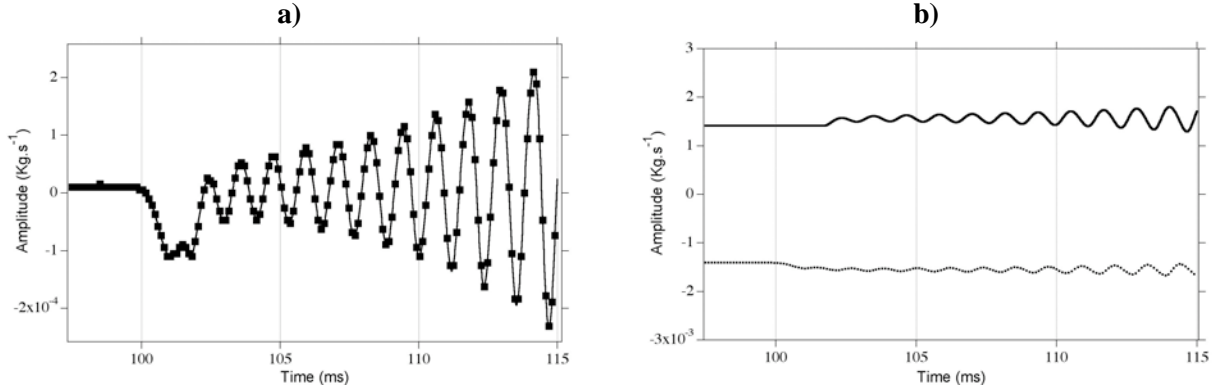 a)
Amplitude (Kg.s⁻¹)
2
1
0
-1
-2x10⁻⁴
100
105
110
115
Time (ms)
b)
Amplitude (Kg.s⁻¹)
3
2
1
0
-1
-2
-3x10⁻³
100
105
110
115
Time (ms)